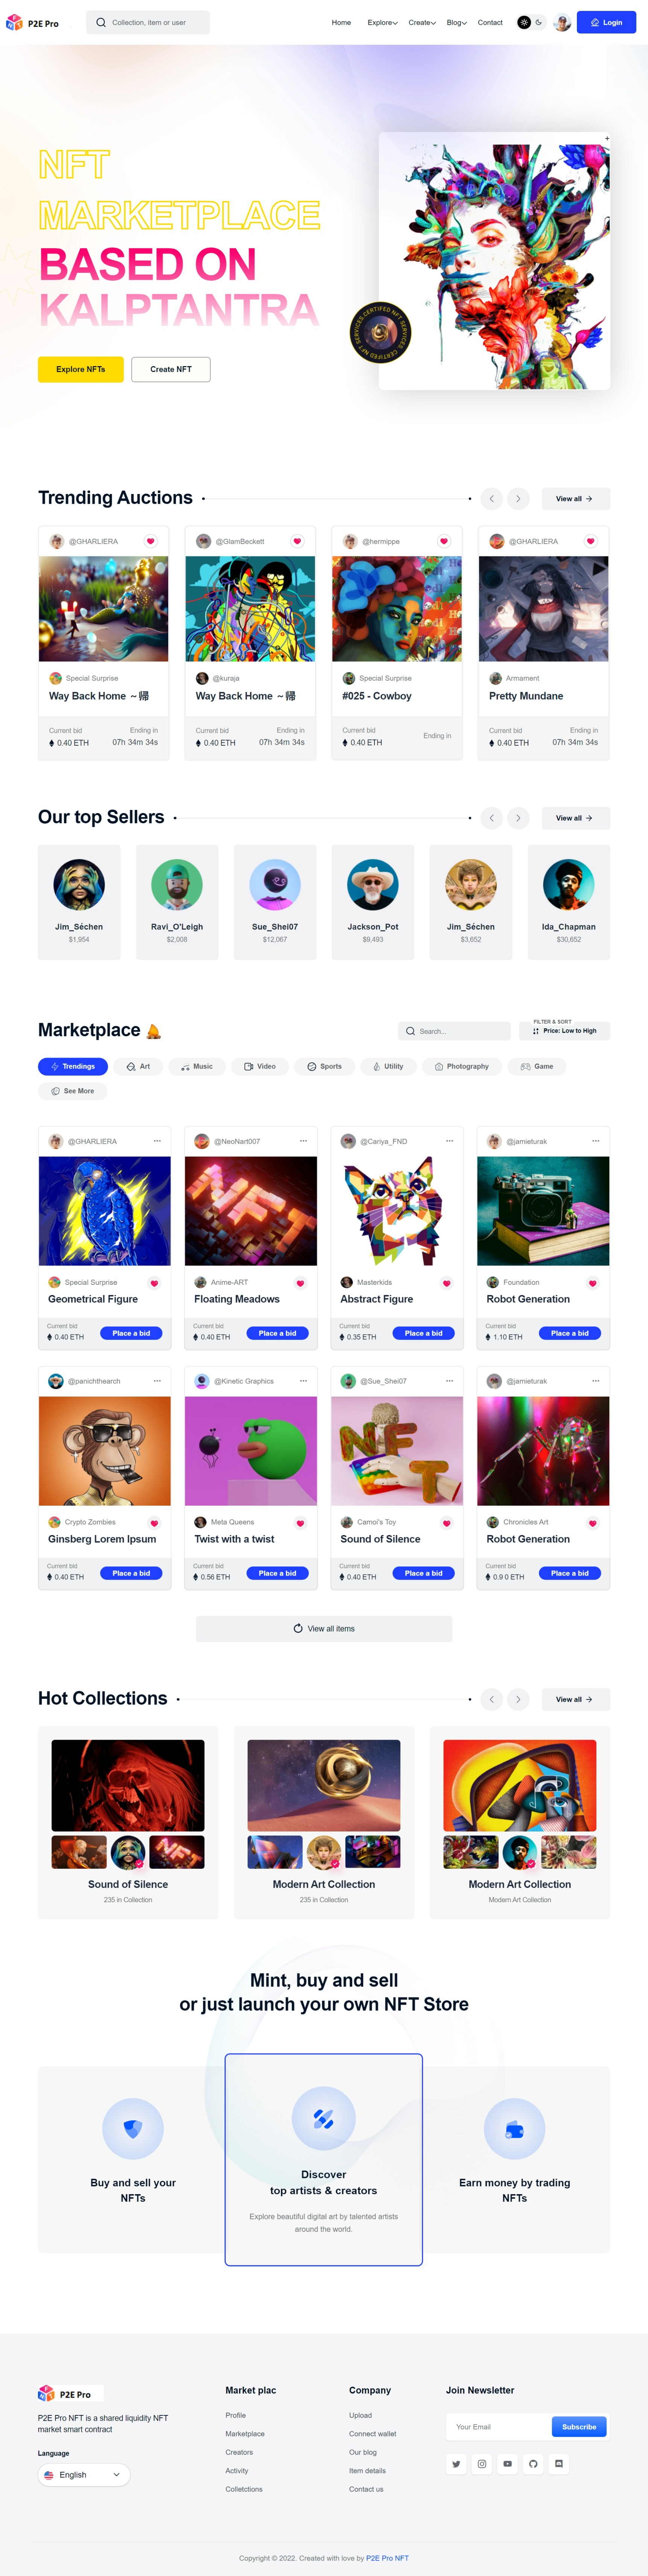 P2E Pro
Collection, item or user
Home
Explore
Create
Blog
Contact
Login
NFT
MARKETPLACE
BASED ON
KALPTANTRA
CERTIFED NFT SERVICES CERTIFED NFT SERVICES
Explore NFTs
Create NFT
Trending Auctions
View all
@GHARLIERA
@GlamBeckett
@hermippe
@GHARLIERA
Special Surprise
@kuraja
Special Surprise
Armament
Way Back Home ～帰
Way Back Home ～帰
#025 - Cowboy
Pretty Mundane
Current bid
Ending in
0.40 ETH
07h 34m 34s
Current bid
Ending in
0.40 ETH
07h 34m 34s
Current bid
0.40 ETH
Ending in
Current bid
Ending in
0.40 ETH
07h 34m 34s
Our top Sellers
View all
Jim_Séchen
$1,954
Ravi_O'Leigh
$2,008
Sue_Shei07
$12,067
Jackson_Pot
$9,493
Jim_Séchen
$3,652
Ida_Chapman
$30,652
Marketplace
Search...
FILTER & SORT
Price: Low to High
Trendings
Art
Music
Video
Sports
Utility
Photography
Game
See More
@GHARLIERA
@NeoNart007
@Cariya_FND
@jamieturak
NFT
Special Surprise
Anime-ART
Masterkids
Foundation
Geometrical Figure
Floating Meadows
Abstract Figure
Robot Generation
Current bid
0.40 ETH
Place a bid
Current bid
0.40 ETH
Place a bid
Current bid
0.35 ETH
Place a bid
Current bid
1.10 ETH
Place a bid
@panichthearch
@Kinetic Graphics
@Sue_Shei07
@jamieturak
NFT
Crypto Zombies
Meta Queens
Camoi's Toy
Chronicles Art
Ginsberg Lorem Ipsum
Twist with a twist
Sound of Silence
Robot Generation
Current bid
0.40 ETH
Place a bid
Current bid
0.56 ETH
Place a bid
Current bid
0.40 ETH
Place a bid
Current bid
0.9 0 ETH
Place a bid
View all items
Hot Collections
View all
NFT
Sound of Silence
235 in Collection
Modern Art Collection
235 in Collection
Modern Art Collection
Modern Art Collection
Mint, buy and sell
or just launch your own NFT Store
Buy and sell your
NFTs
Discover
top artists & creators
Explore beautiful digital art by talented artists
around the world.
Earn money by trading
NFTs
P2E Pro
P2E Pro NFT is a shared liquidity NFT
market smart contract
Language
English
Market plac
Profile
Marketplace
Creators
Activity
Colletctions
Company
Upload
Connect wallet
Our blog
Item details
Contact us
Join Newsletter
Your Email
Subscribe
Copyright © 2022. Created with love by P2E Pro NFT